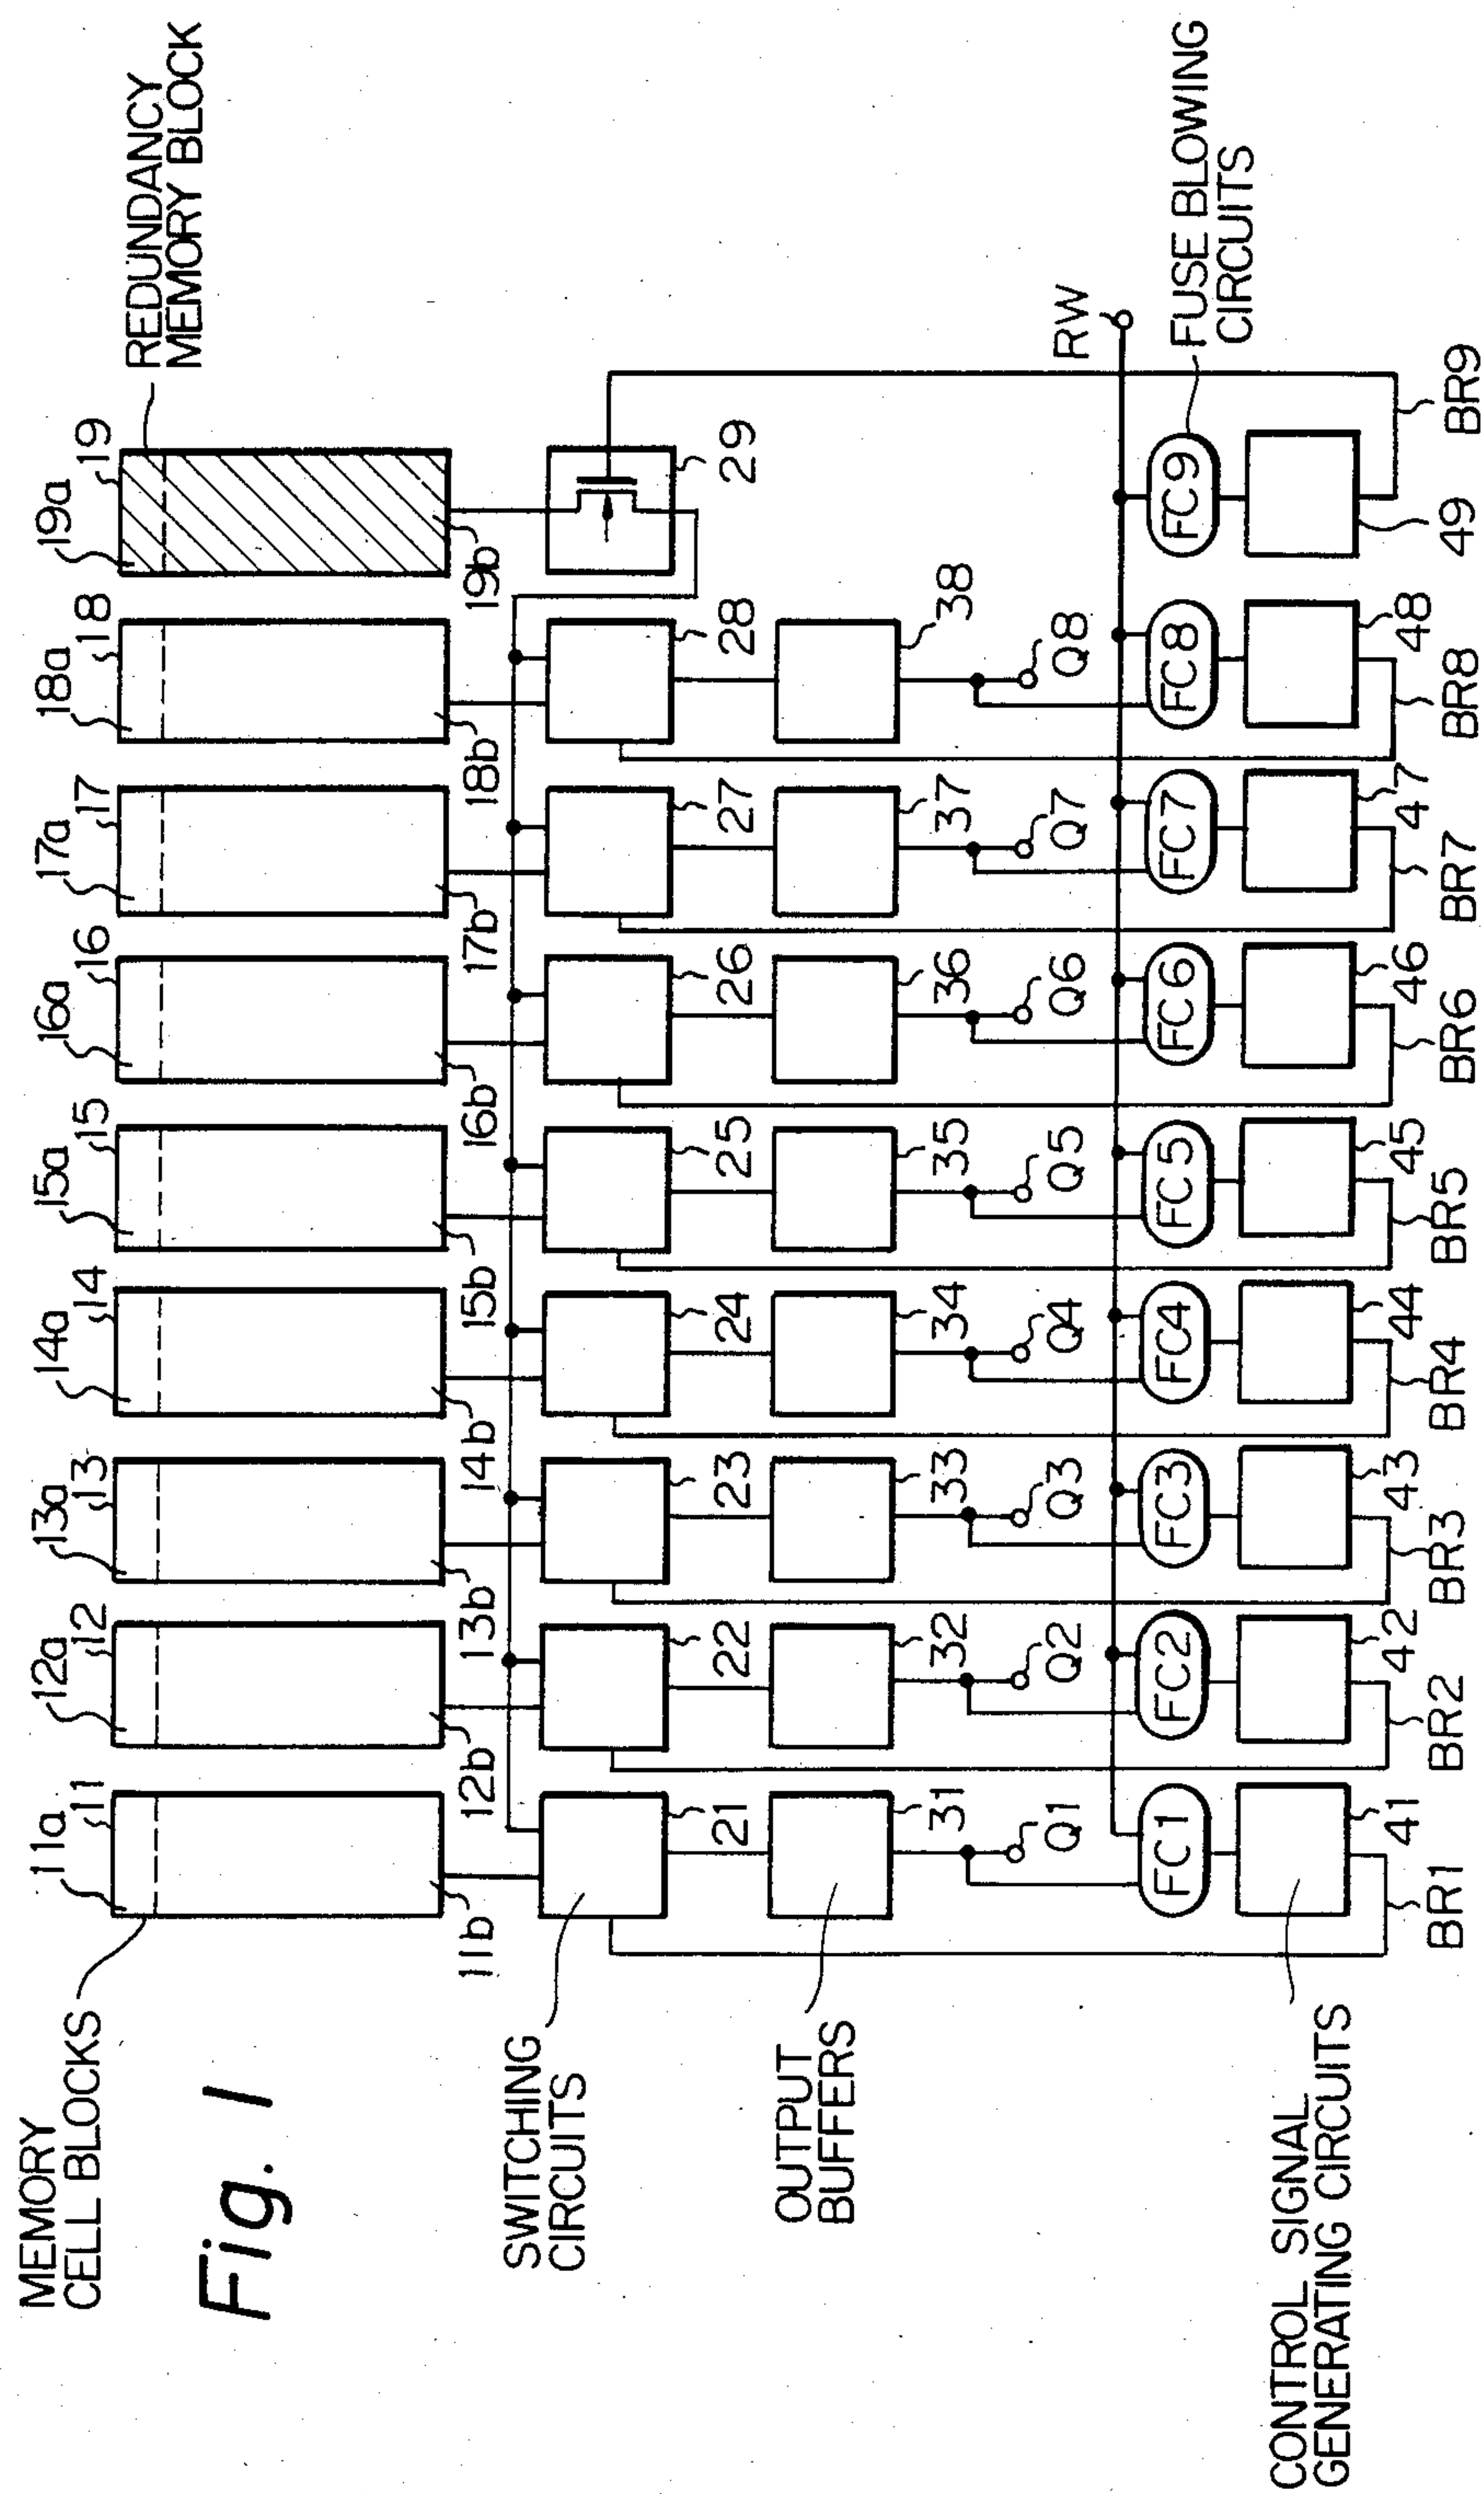 Fig. 1
MEMORY
CELL BLOCKS
11a
11
12a
12
13a
13
14a
14
15a
15
16a
16
17a
17
18a
18
19a
19
REDUNDANCY
MEMORY BLOCK
11b
12b
13b
14b
15b
16b
17b
18b
19b
SWITCHING
CIRCUITS
21
22
23
24
25
26
27
28
29
OUTPUT
BUFFERS
31
32
33
34
35
36
37
38
Q1
Q2
Q3
Q4
Q5
Q6
Q7
Q8
RW
FC1
FC2
FC3
FC4
FC5
FC6
FC7
FC8
FC9
FUSE BLOWING
CIRCUITS
CONTROL SIGNAL
GENERATING CIRCUITS
41
42
43
44
45
46
47
48
49
BR1
BR2
BR3
BR4
BR5
BR6
BR7
BR8
BR9